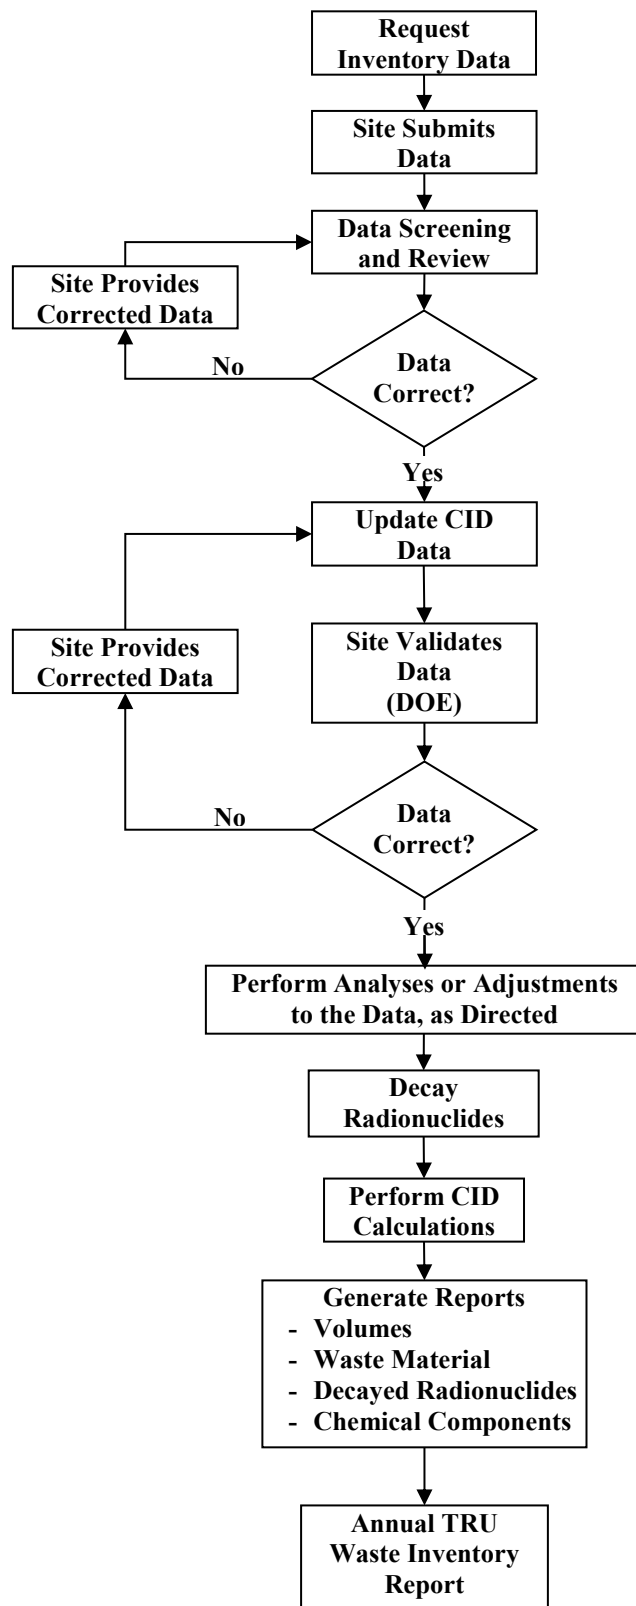 Request
Inventory Data
Site Submits
Data
Data Screening
and Review
Site Provides
Corrected Data
No
Data
Correct?
Yes
Update CID
Data
Site Provides
Corrected Data
Site Validates
Data
(DOE)
No
Data
Correct?
Yes
Perform Analyses or Adjustments
to the Data, as Directed
Decay
Radionuclides
Perform CID
Calculations
Generate Reports
- Volumes
- Waste Material
- Decayed Radionuclides
- Chemical Components
Annual TRU
Waste Inventory
Report